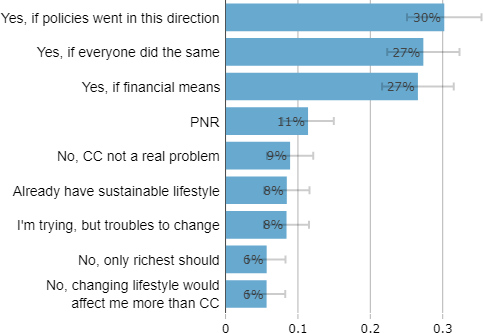 Yes, if policies went in this direction 30%
Yes, if everyone did the same 27%
Yes, if financial means 27%
PNR 11%
No, CC not a real problem 9%
Already have sustainable lifestyle 8%
I'm trying, but troubles to change 8%
No, only richest should 6%
No, changing lifestyle would
affect me more than CC 6%
0 0.1 0.2 0.3